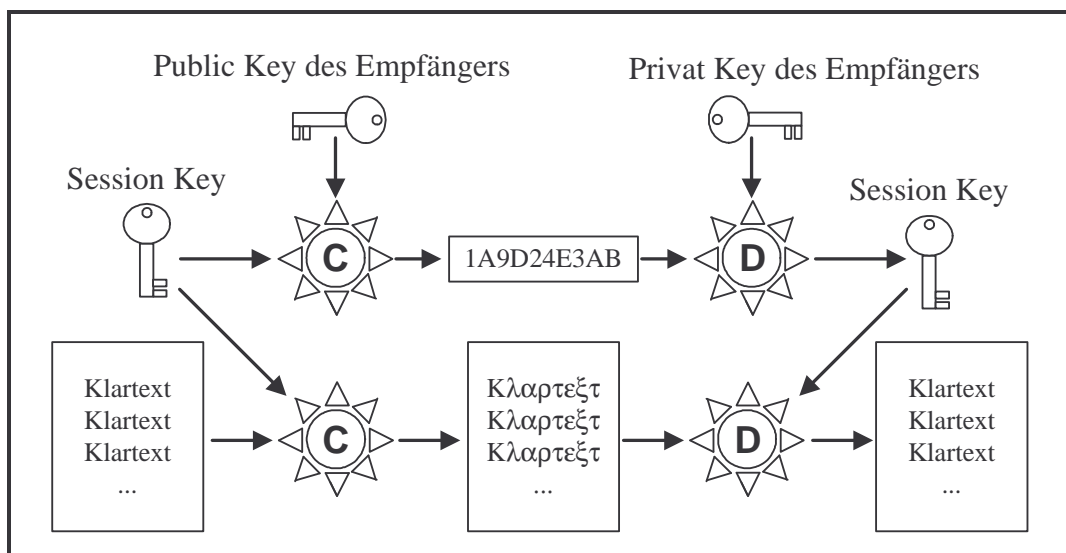 Public Key des Empfängers
Privat Key des Empfängers
Session Key
Session Key
C
1A9D24E3AB
D
Klartext
Klartext
Klartext
...
C
Κλαρτεξτ
Κλαρτεξτ
Κλαρτεξτ
...
D
Klartext
Klartext
Klartext
...